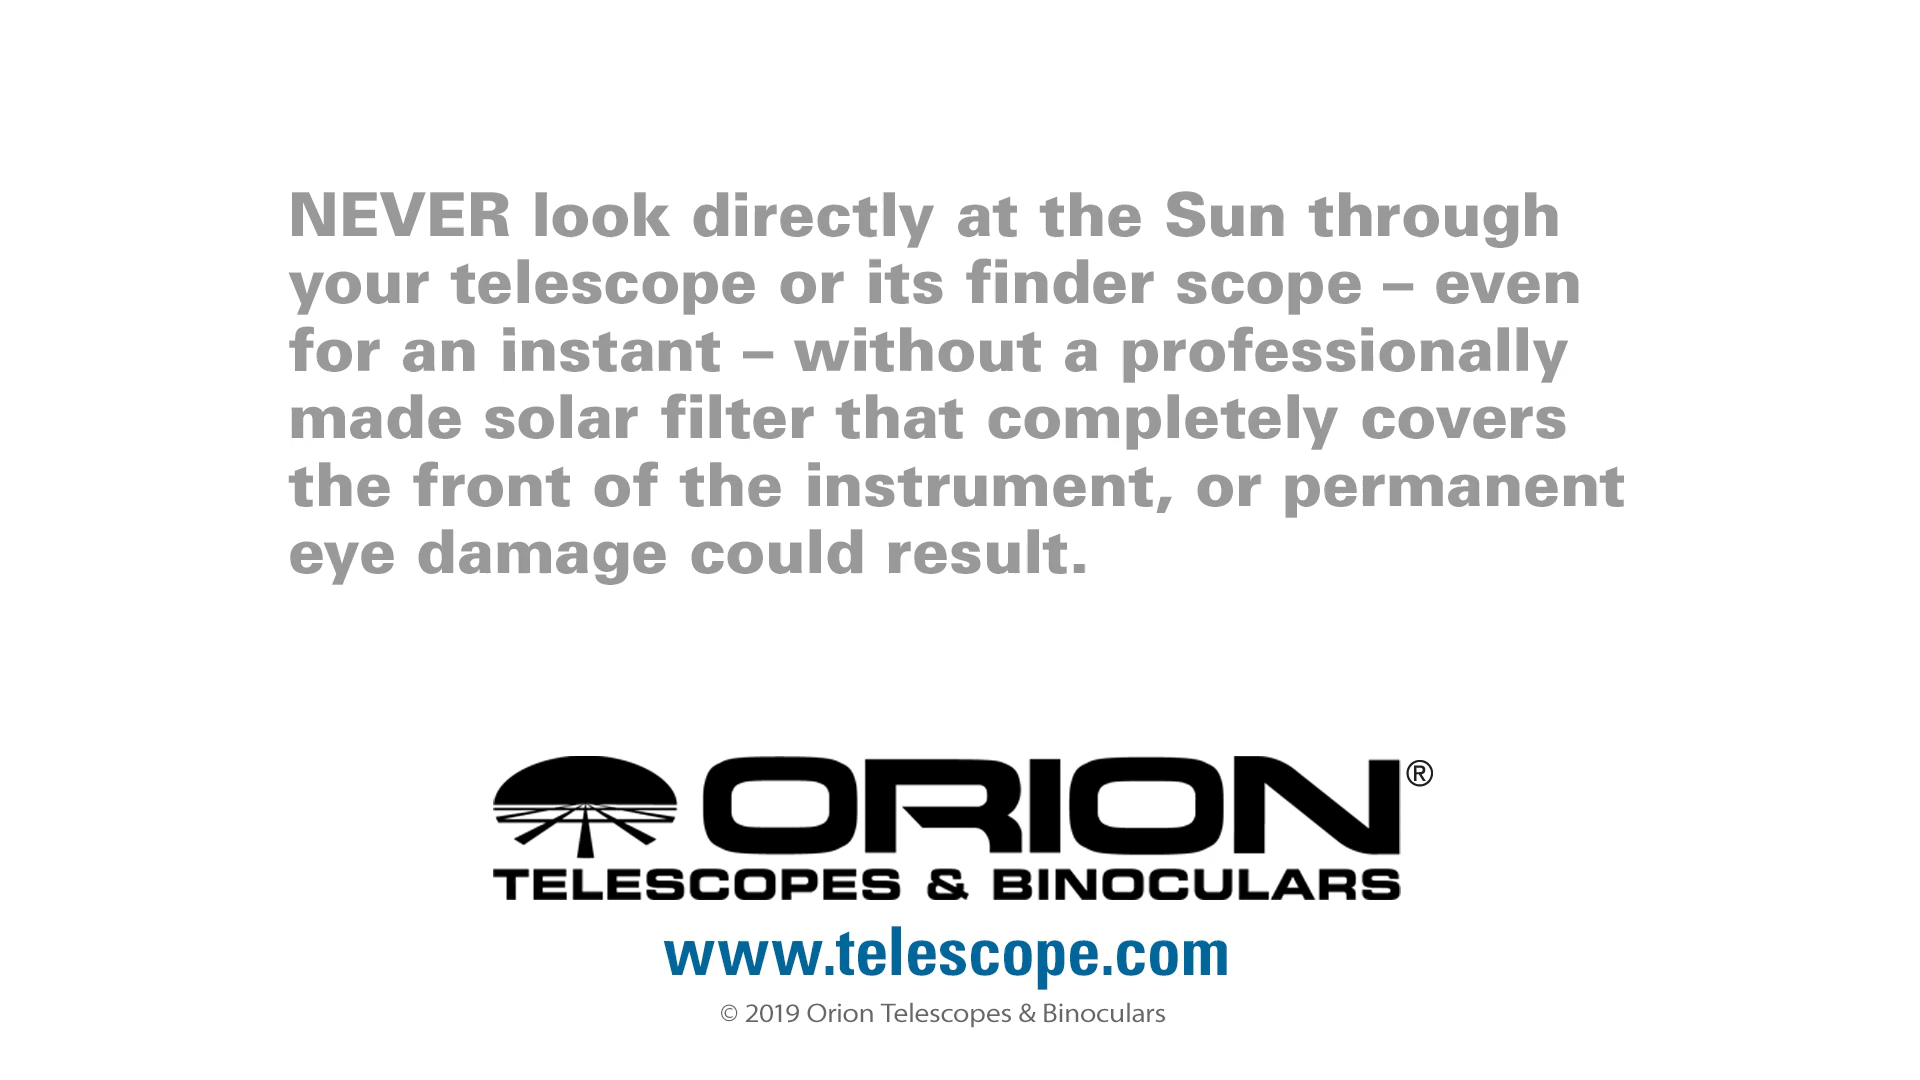 NEVER look directly at the Sun through
your telescope or its finder scope – even
for an instant – without a professionally
made solar filter that completely covers
the front of the instrument, or permanent
eye damage could result.
ORION®
TELESCOPES & BINOCULARS
www.telescope.com
© 2019 Orion Telescopes & Binoculars